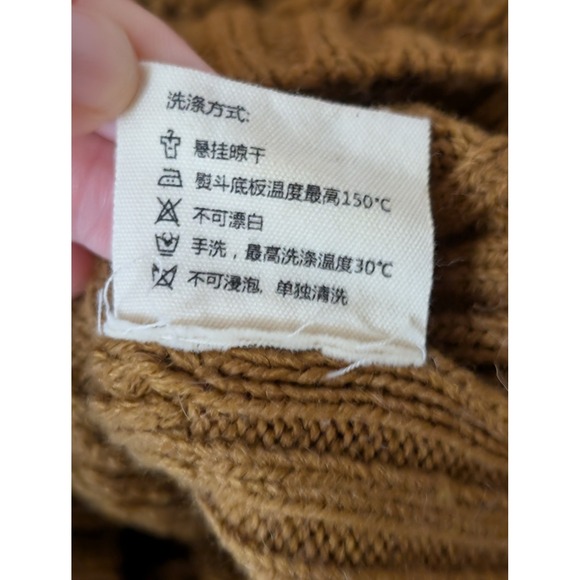 洗涤方式:
悬挂晾干
熨斗底板温度最高150℃
不可漂白
手洗，最高洗涤温度30℃
不可浸泡, 单独清洗